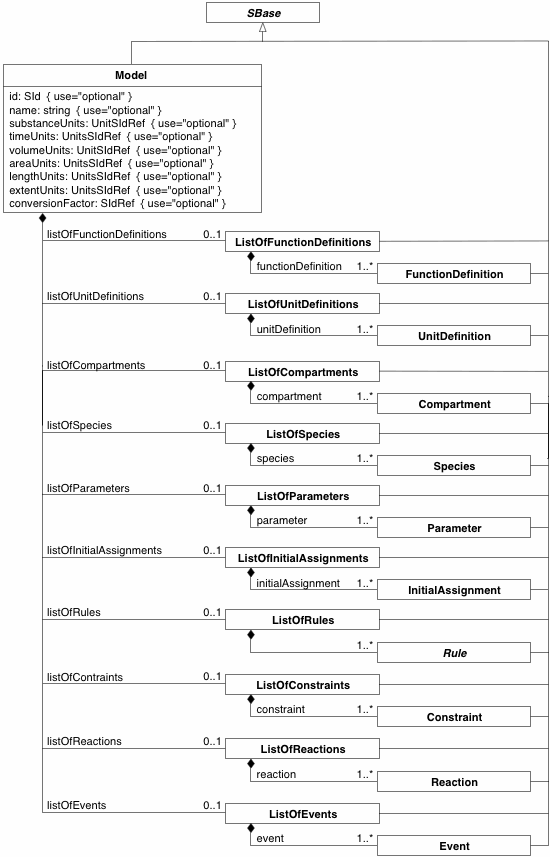 SBase
Model
id: SId { use="optional" }
name: string { use="optional" }
substanceUnits: UnitSIdRef { use="optional" }
timeUnits: UnitsSIdRef { use="optional" }
volumeUnits: UnitSIdRef { use="optional" }
areaUnits: UnitsSIdRef { use="optional" }
lengthUnits: UnitsSIdRef { use="optional" }
extentUnits: UnitsSIdRef { use="optional" }
conversionFactor: SIdRef { use="optional" }
listOfFunctionDefinitions 0..1 ListOfFunctionDefinitions
functionDefinition 1..* FunctionDefinition
listOfUnitDefinitions 0..1 ListOfUnitDefinitions
unitDefinition 1..* UnitDefinition
listOfCompartments 0..1 ListOfCompartments
compartment 1..* Compartment
listOfSpecies 0..1 ListOfSpecies
species 1..* Species
listOfParameters 0..1 ListOfParameters
parameter 1..* Parameter
listOfInitialAssignments 0..1 ListOfInitialAssignments
initialAssignment 1..* InitialAssignment
listOfRules 0..1 ListOfRules
1..* Rule
listOfContraints 0..1 ListOfConstraints
constraint 1..* Constraint
listOfReactions 0..1 ListOfReactions
reaction 1..* Reaction
listOfEvents 0..1 ListOfEvents
event 1..* Event